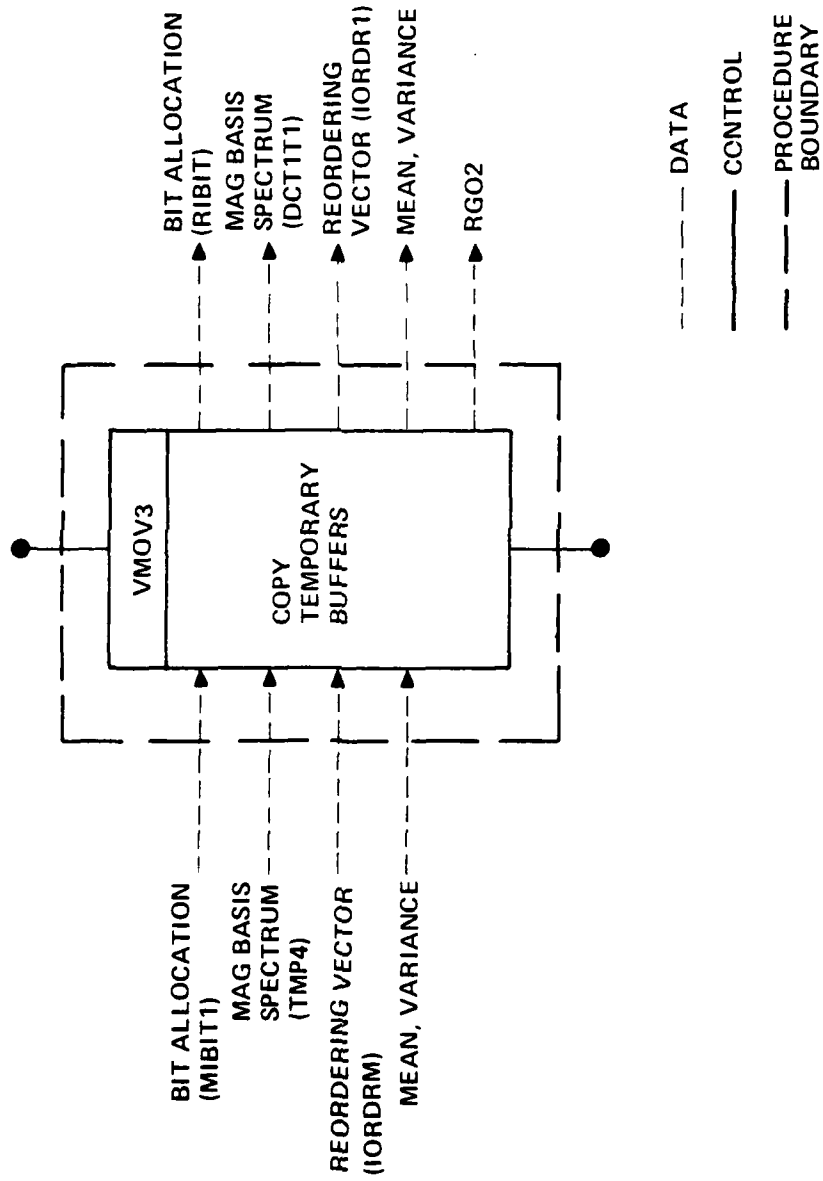 BIT ALLOCATION
(MIBIT1)
MAG BASIS
SPECTRUM
(TMP4)
REORDERING VECTOR
(IORDRM)
MEAN, VARIANCE
VMOV3
COPY
TEMPORARY
BUFFERS
BIT ALLOCATION
(RIBIT)
MAG BASIS
SPECTRUM
(DCT1T1)
REORDERING
VECTOR (IORDR1)
MEAN, VARIANCE
RGO2
DATA
CONTROL
PROCEDURE
BOUNDARY